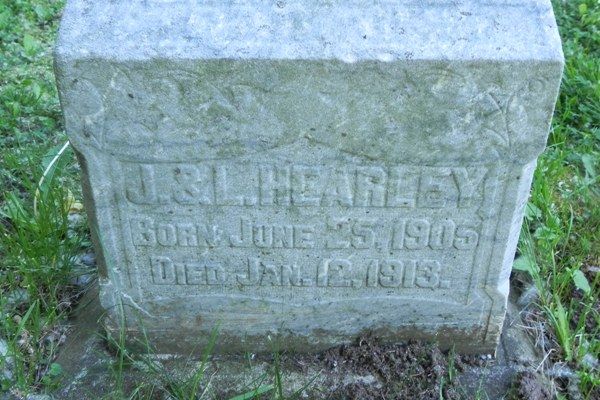 J. & L. HEARLEY
BORN JUNE 25, 1905
DIED JAN. 12, 1913.